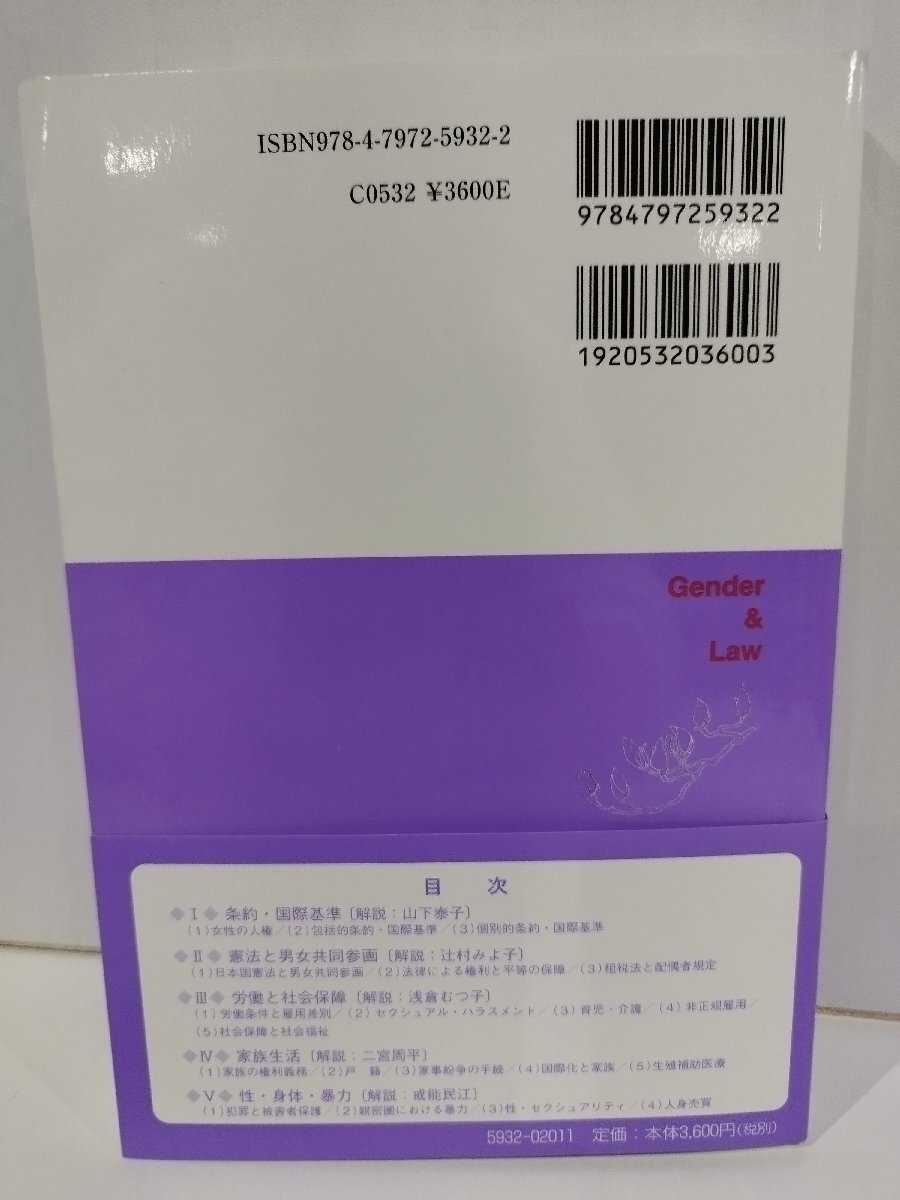 ISBN978-4-7972-5932-2
C0532 ¥3600E
9784797259322
1920532036003
Gender
&
Law
目　次
◆Ⅰ◆ 条約・国際基準〔解説：山下泰子〕
(1)女性の人権／(2)包括的条約・国際基準／(3)個別的条約・国際基準
◆Ⅱ◆ 憲法と男女共同参画〔解説：辻村みよ子〕
(1)日本国憲法と男女共同参画／(2)法律による権利と平等の保障／(3)租税法と配偶者規定
◆Ⅲ◆ 労働と社会保障〔解説：浅倉むつ子〕
(1)労働条件と雇用差別／(2)セクシュアル・ハラスメント／(3)育児・介護／(4)非正規雇用／
(5)社会保障と社会福祉
◆Ⅳ◆ 家族生活〔解説：二宮周平〕
(1)家族の権利義務／(2)戸　籍／(3)家事紛争の手続／(4)国際化と家族／(5)生殖補助医療
◆Ⅴ◆ 性・身体・暴力〔解説：戒能民江〕
(1)犯罪と被害者保護／(2)親密圏における暴力／(3)性・セクシュアリティ／(4)人身売買
5932-02011 定価：本体3,600円(税別)